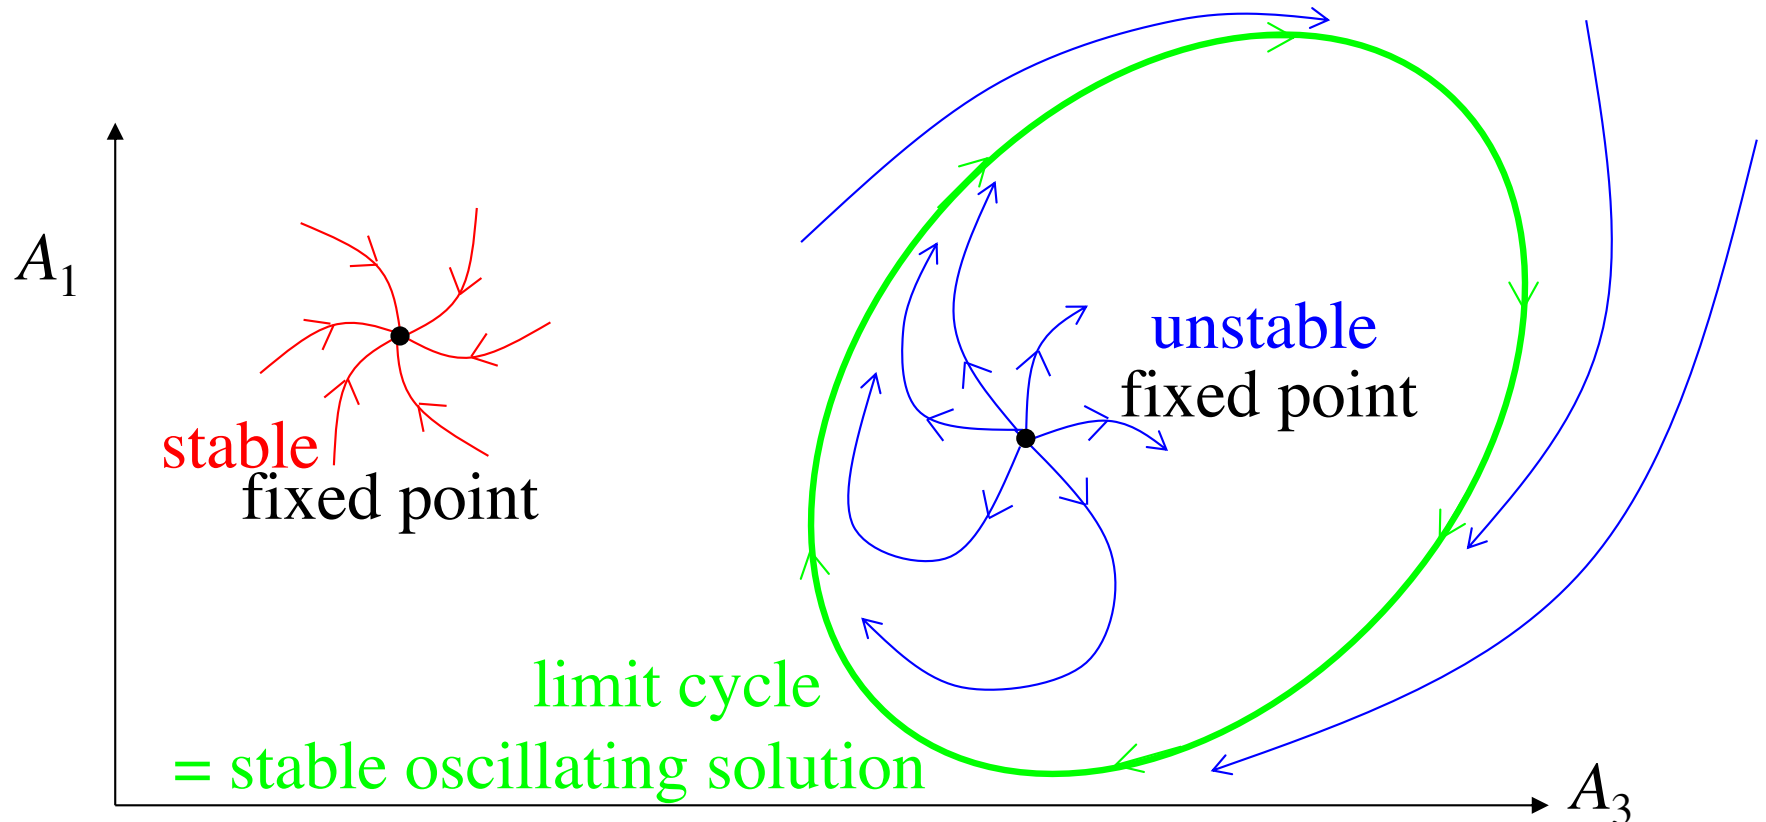 A1
unstable
fixed point
stable
fixed point
limit cycle
= stable oscillating solution
A3